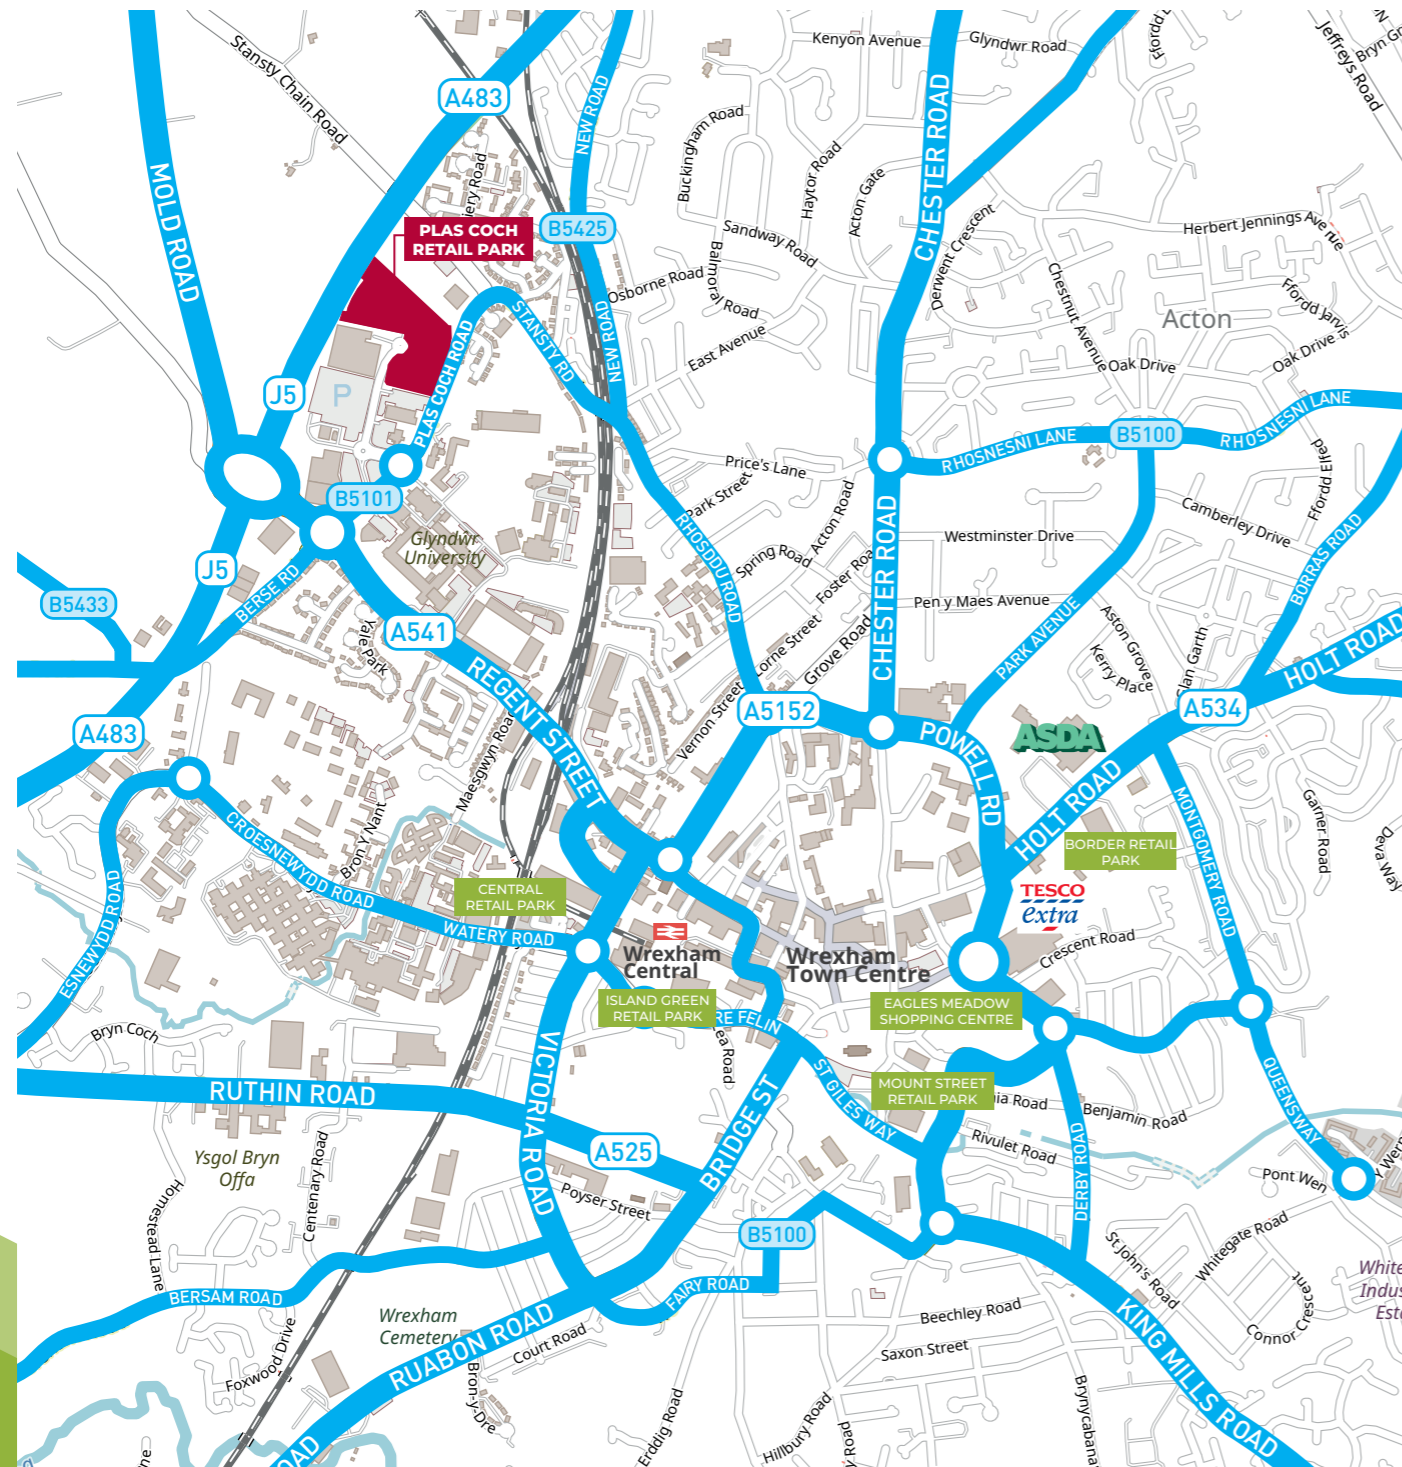 Kenyon Avenue
Glyndwr Road
Jeffreys Road
Stansty Chain Road
A483
NEW ROAD
CHESTER ROAD
Buckingham Road
Haytor Road
Acton Gate
MOLD ROAD
PLAS COCH
RETAIL PARK
B5425
Sandway Road
Derwent Crescent
Herbert Jennings Avenue
Balmoral Road
Osborne Road
Chestnut Avenue
Ffordd Jarvis
Acton
STANSTY RD
NEW ROAD
East Avenue
Oak Drive
Oak Drive
PLAS COCH ROAD
J5
P
RHOSNESNI LANE
B5100
RHOSNESNI LANE
Price's Lane
Park Street
Acton Road
Ffordd Elfed
Camberley Drive
B5101
RHOSDDU ROAD
CHESTER ROAD
Westminster Drive
Glyndŵr
University
Spring Road
BORRAS ROAD
J5
BERSE RD
B5433
Pen y Maes Avenue
PARK AVENUE
Aston Grove
Kerry Place
A541
Yale Park
Lorne Street
Grove Road
Vernon Street
HOLT ROAD
A534
REGENT STREET
A5152
POWELL RD
ASDA
A483
Maesgwyn Road
HOLT ROAD
MONTGOMERY ROAD
Garner Road
Deva Way
CROESNEWYDD ROAD
Bron Y Nant
BORDER RETAIL
PARK
CENTRAL
RETAIL PARK
TESCO
extra
WATERY ROAD
Wrexham
Central
Wrexham
Town Centre
Crescent Road
ISLAND GREEN
RETAIL PARK
EAGLES MEADOW
SHOPPING CENTRE
Bryn Coch
RE FELIN
VICTORIA ROAD
ST GILES WAY
MOUNT STREET
RETAIL PARK
QUEENSWAY
RUTHIN ROAD
BRIDGE ST
Benjamin Road
Rivulet Road
DERBY ROAD
A525
Ysgol Bryn
Offa
Centenary Road
Homestead Lane
Poyser Street
Pont Wen
B5100
Whitegate Road
St John's Road
BERSAM ROAD
FAIRY ROAD
Wrexham
Cemetery
RUABON ROAD
Court Road
Beechley Road
Saxon Street
Connor Crescent
KING MILLS ROAD
Foxwood Drive
Bron-y-Dre
Erddig Road
Hillbury Road